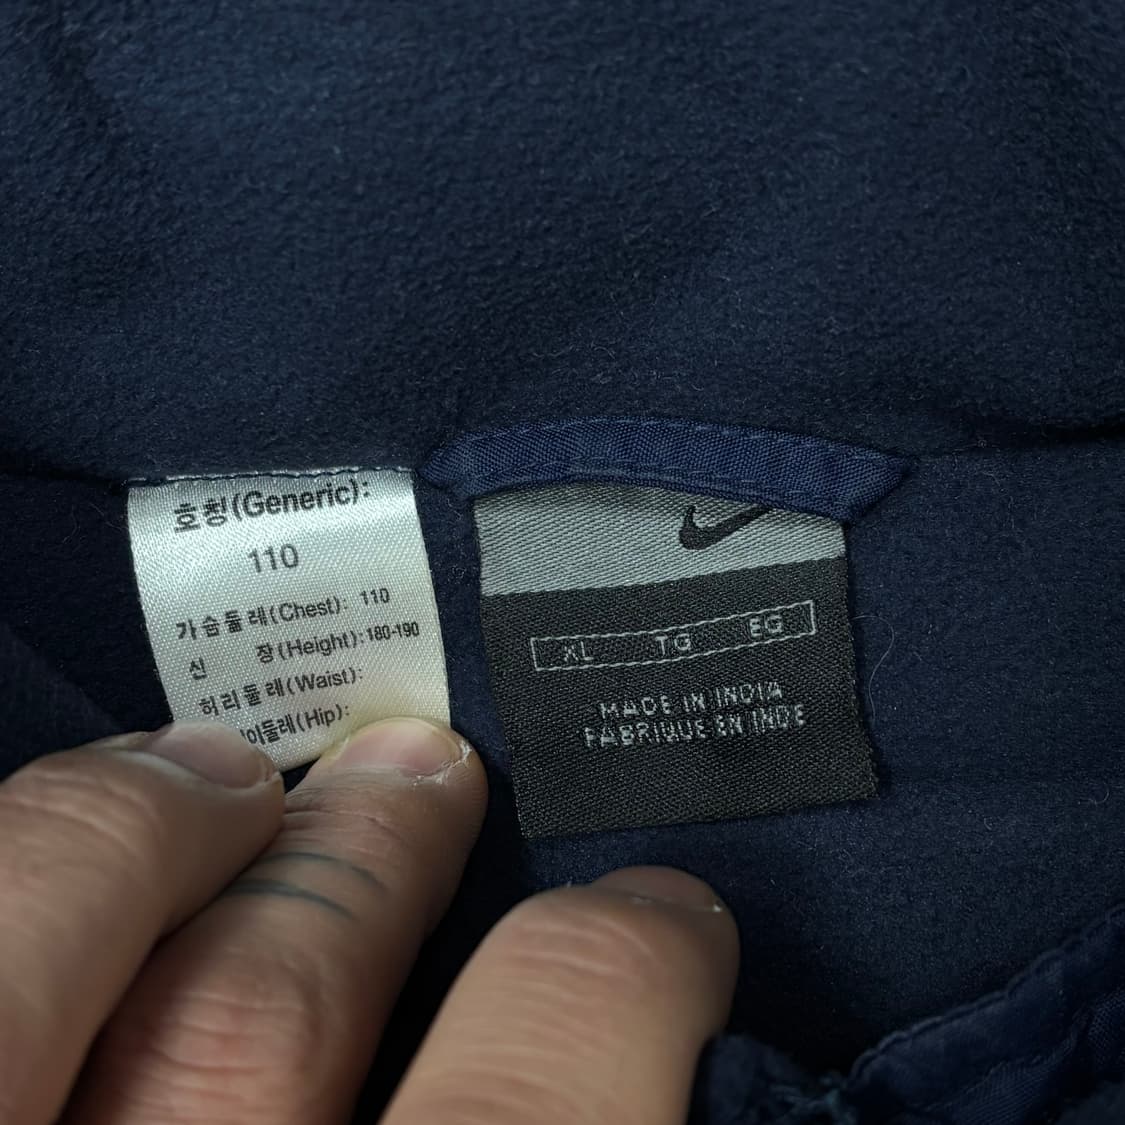 호칭(Generic):
110
가슴둘레(Chest): 110
신 장(Height):180-190
허리둘레(Waist):
이둘레(Hip):
XL TG EG
MADE IN INDIA
FABRIQUE EN INDE